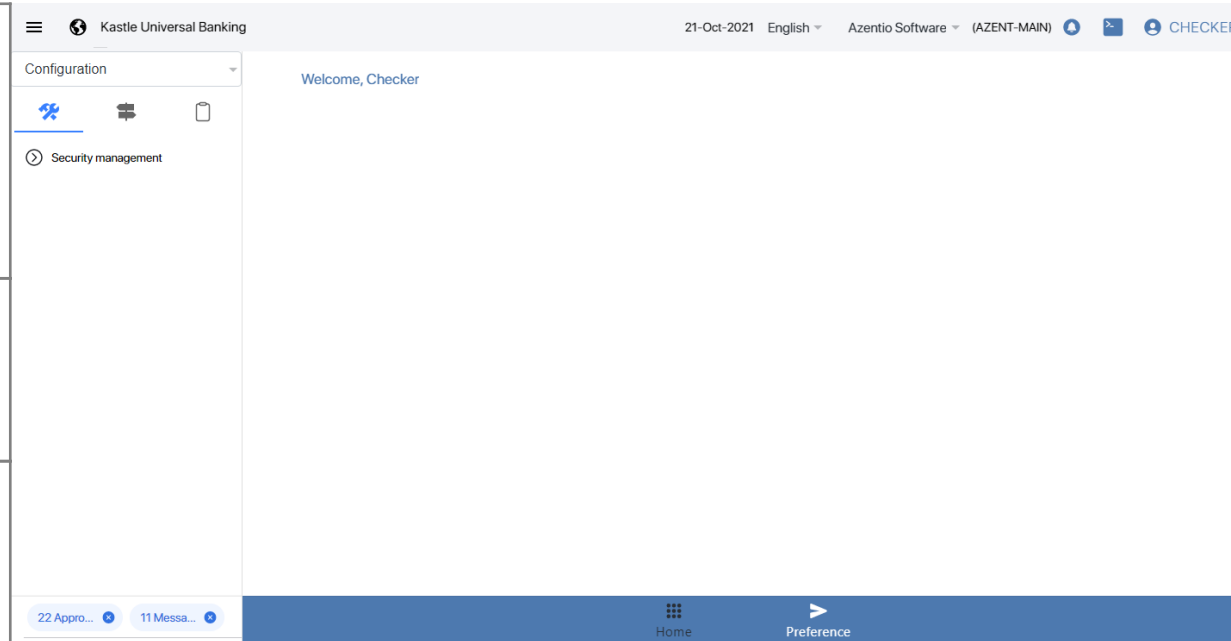 Kastle Universal Banking 21-Oct-2021 English Azentio Software (AZENT-MAIN) CHECKER
Configuration
Welcome, Checker
Security management
22 Appro... 11 Messa...
Home Preference